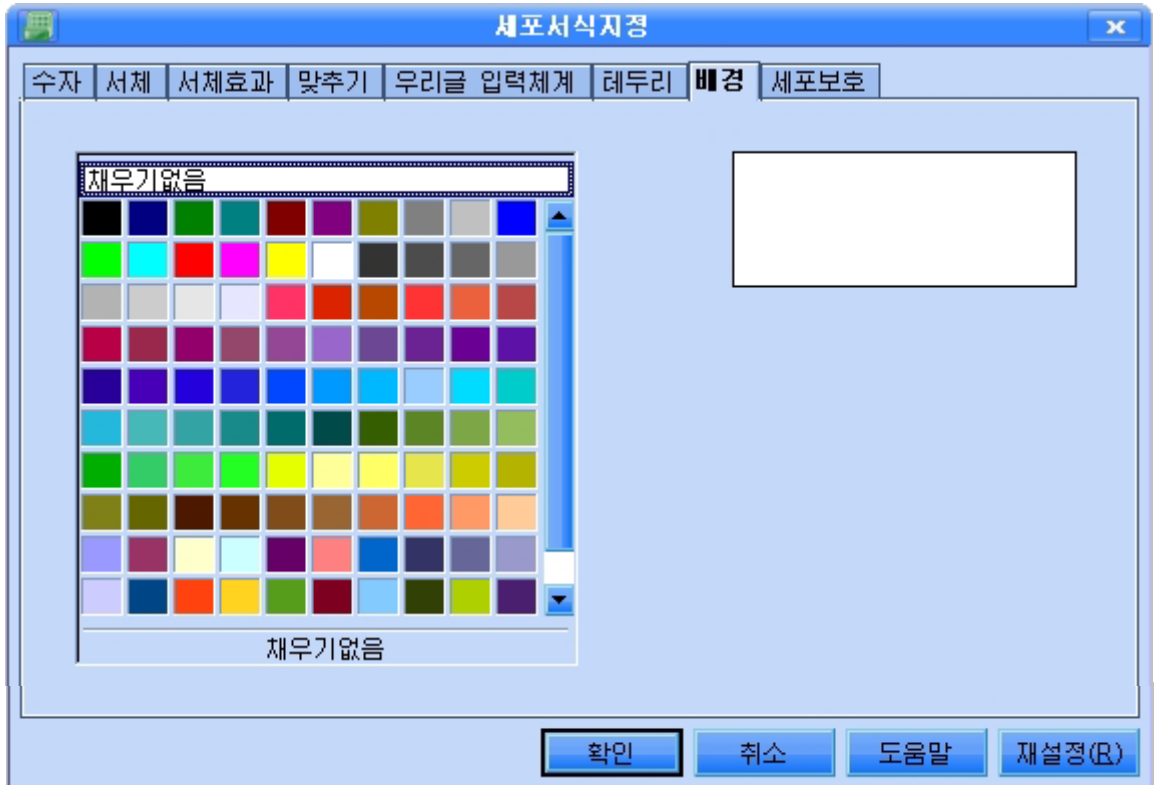 세포서식지정
수자 서체 서체효과 맞추기 우리글 입력체계 테두리 배경 세포보호
채우기없음
채우기없음
확인 취소 도움말 재설정(R)